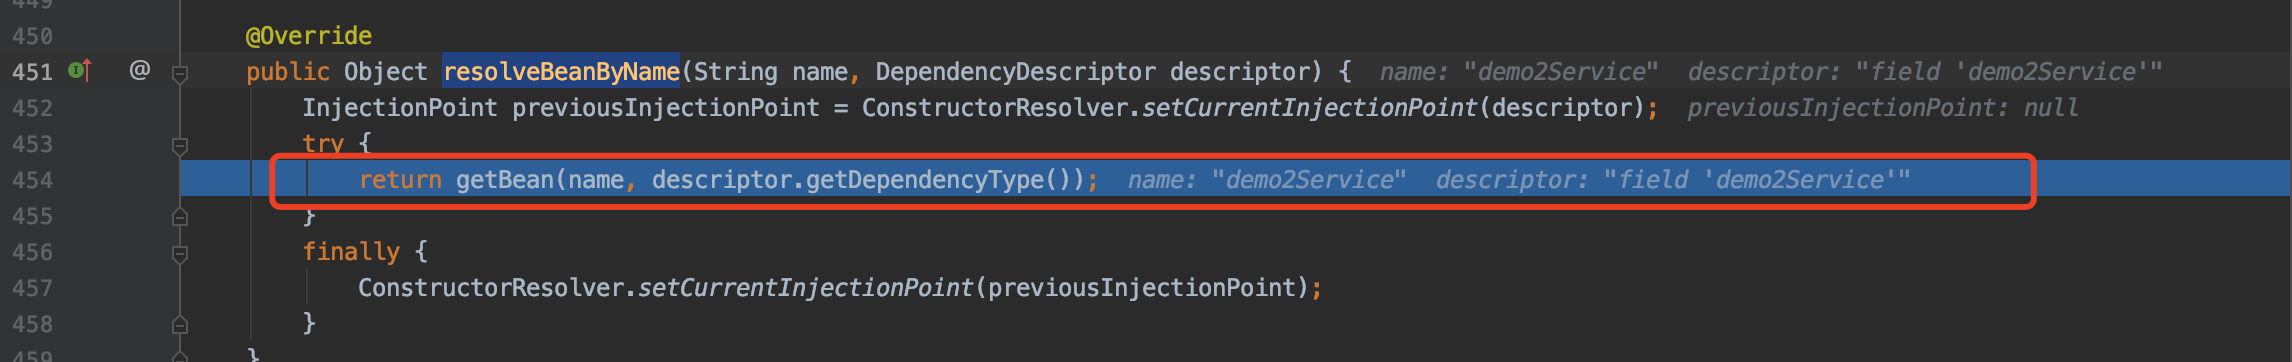 449
450 @Override
451 @ public Object resolveBeanByName(String name, DependencyDescriptor descriptor) { name: "demo2Service" descriptor: "field 'demo2Service'"
452 InjectionPoint previousInjectionPoint = ConstructorResolver.setCurrentInjectionPoint(descriptor); previousInjectionPoint: null
453 try {
454 return getBean(name, descriptor.getDependencyType()); name: "demo2Service" descriptor: "field 'demo2Service'"
455 }
456 finally {
457 ConstructorResolver.setCurrentInjectionPoint(previousInjectionPoint);
458 }
459 }